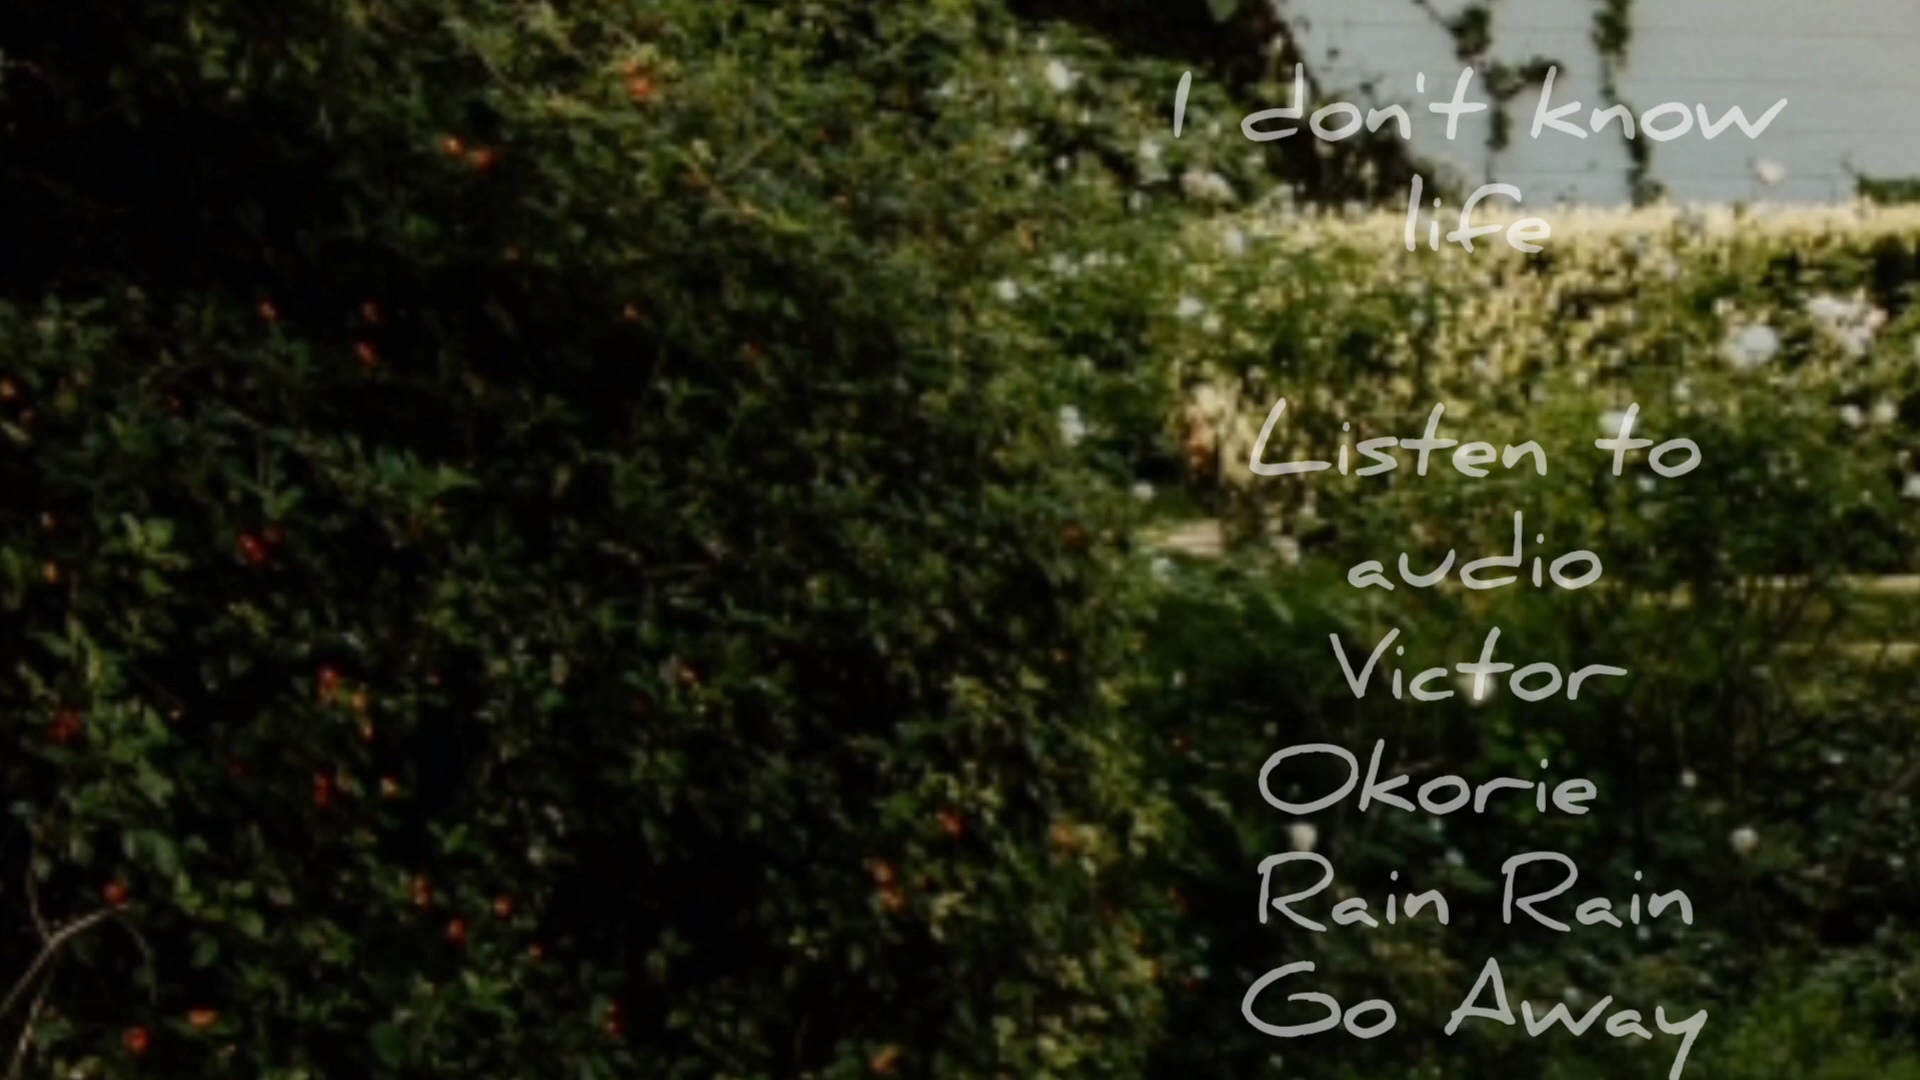 I don't know
life
Listen to
audio
Victor
Okorie
Rain Rain
Go Away